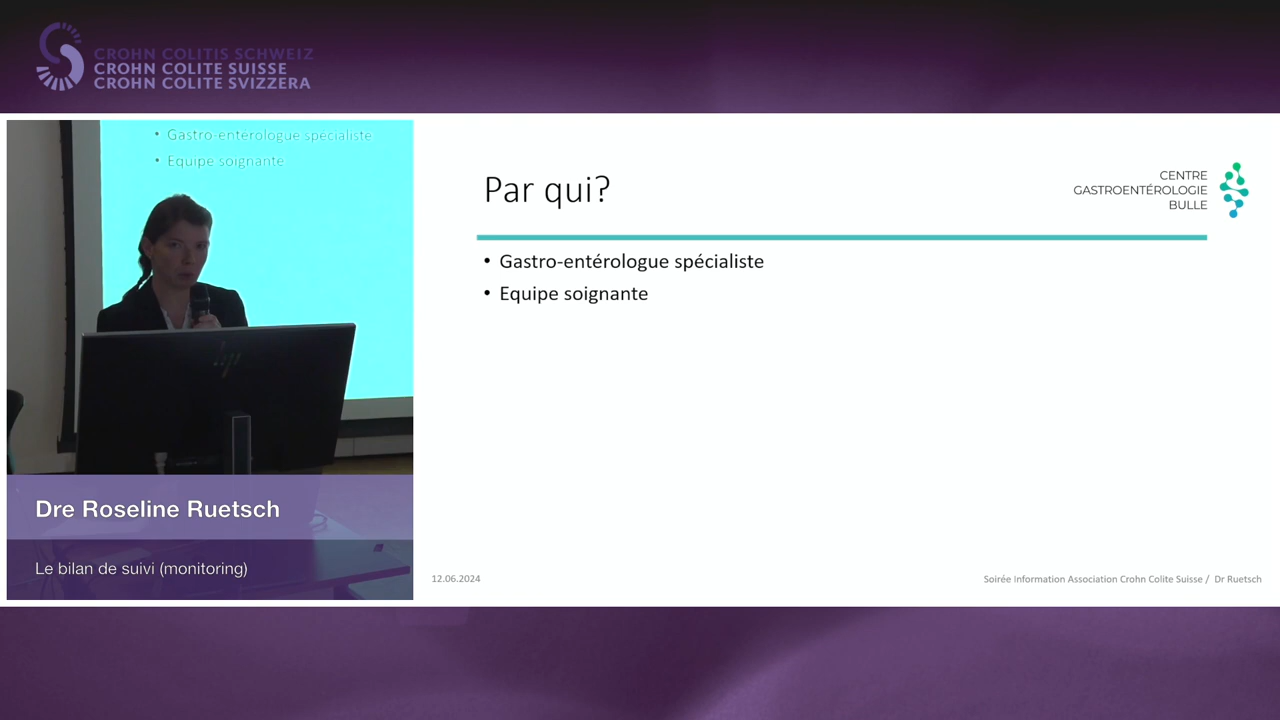 CROHN COLITIS SCHWEIZ
CROHN COLITE SUISSE
CROHN COLITE SVIZZERA
• Gastro-entérologue spécialiste
• Equipe soignante
hp
Dre Roseline Ruetsch
Le bilan de suivi (monitoring)
Par qui?
CENTRE
GASTROENTÉROLOGIE
BULLE
• Gastro-entérologue spécialiste
• Equipe soignante
12.06.2024
Soirée Information Association Crohn Colite Suisse / Dr Ruetsch